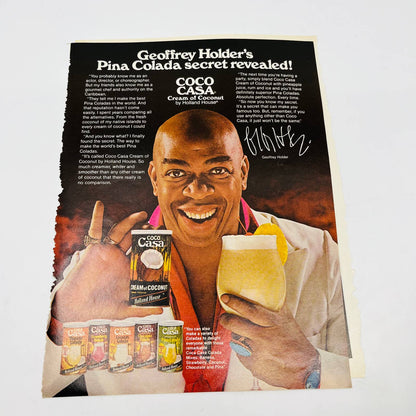 Geoffrey Holder's
Pina Colada secret revealed!
"You probably know me as an
actor, director, or choreographer.
But my friends also know me as a
gourmet chef and authority on the
Caribbean.
"They tell me I make the best
Pina Coladas in the world. And
that reputation hasn't come
easily. I spent years comparing all
the alternatives. From the fresh
coconut of my native islands to
every cream of coconut I could
find.
"And you know what? I finally
found the secret. The way to
make the world's best Pina
Coladas.
"It's called Coco Casa Cream of
Coconut by Holland House. So
much creamier, whiter and
smoother than any other cream
of coconut that there really is
no comparison.
COCO
CASA
Cream of Coconut
by Holland House®
"The next time you're having a
party, simply blend Coco Casa
Cream of Coconut with pineapple
juice, rum and ice and you'll have
definitely superior Pina Coladas.
Absolute perfection. Every time.
"So now you know my secret.
It's a secret that can make you
famous too. But, remember, if you
use anything other than Coco
Casa, it just won't be the same."
Geoffrey Holder
COCO
Casa
CREAM of COCONUT
Holland House
"You can also
make a variety of
Coladas to delight
everyone with those
remarkable
Coco Casa Colada
Mixes. Banana,
Strawberry, Coconut,
Chocolate and Pina".